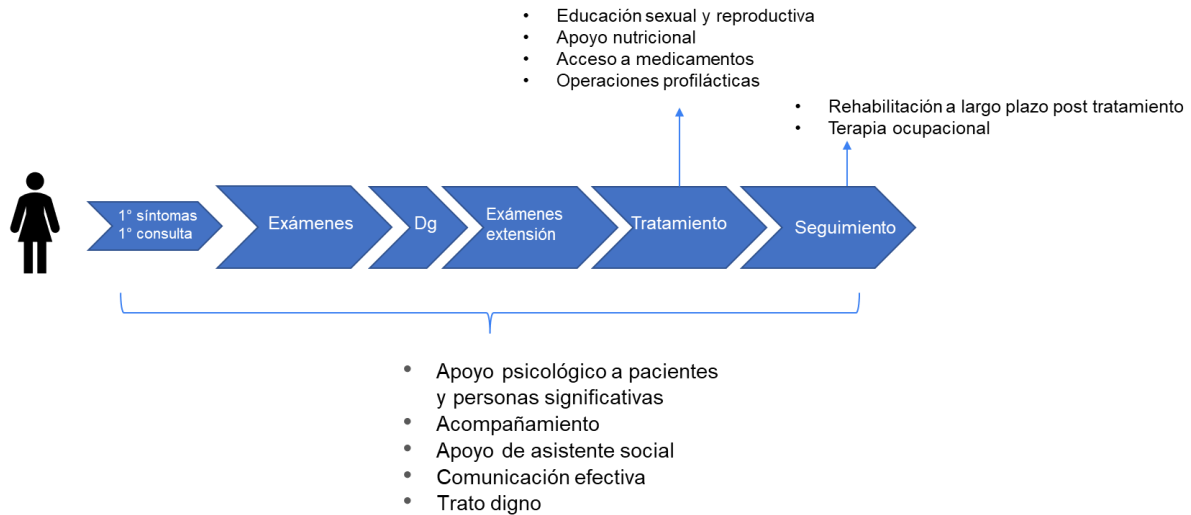 • Educación sexual y reproductiva
• Apoyo nutricional
• Acceso a medicamentos
• Operaciones profilácticas
• Rehabilitación a largo plazo post tratamiento
• Terapia ocupacional
1° síntomas
1° consulta
Exámenes
Dg
Exámenes
extensión
Tratamiento
Seguimiento
• Apoyo psicológico a pacientes
y personas significativas
• Acompañamiento
• Apoyo de asistente social
• Comunicación efectiva
• Trato digno